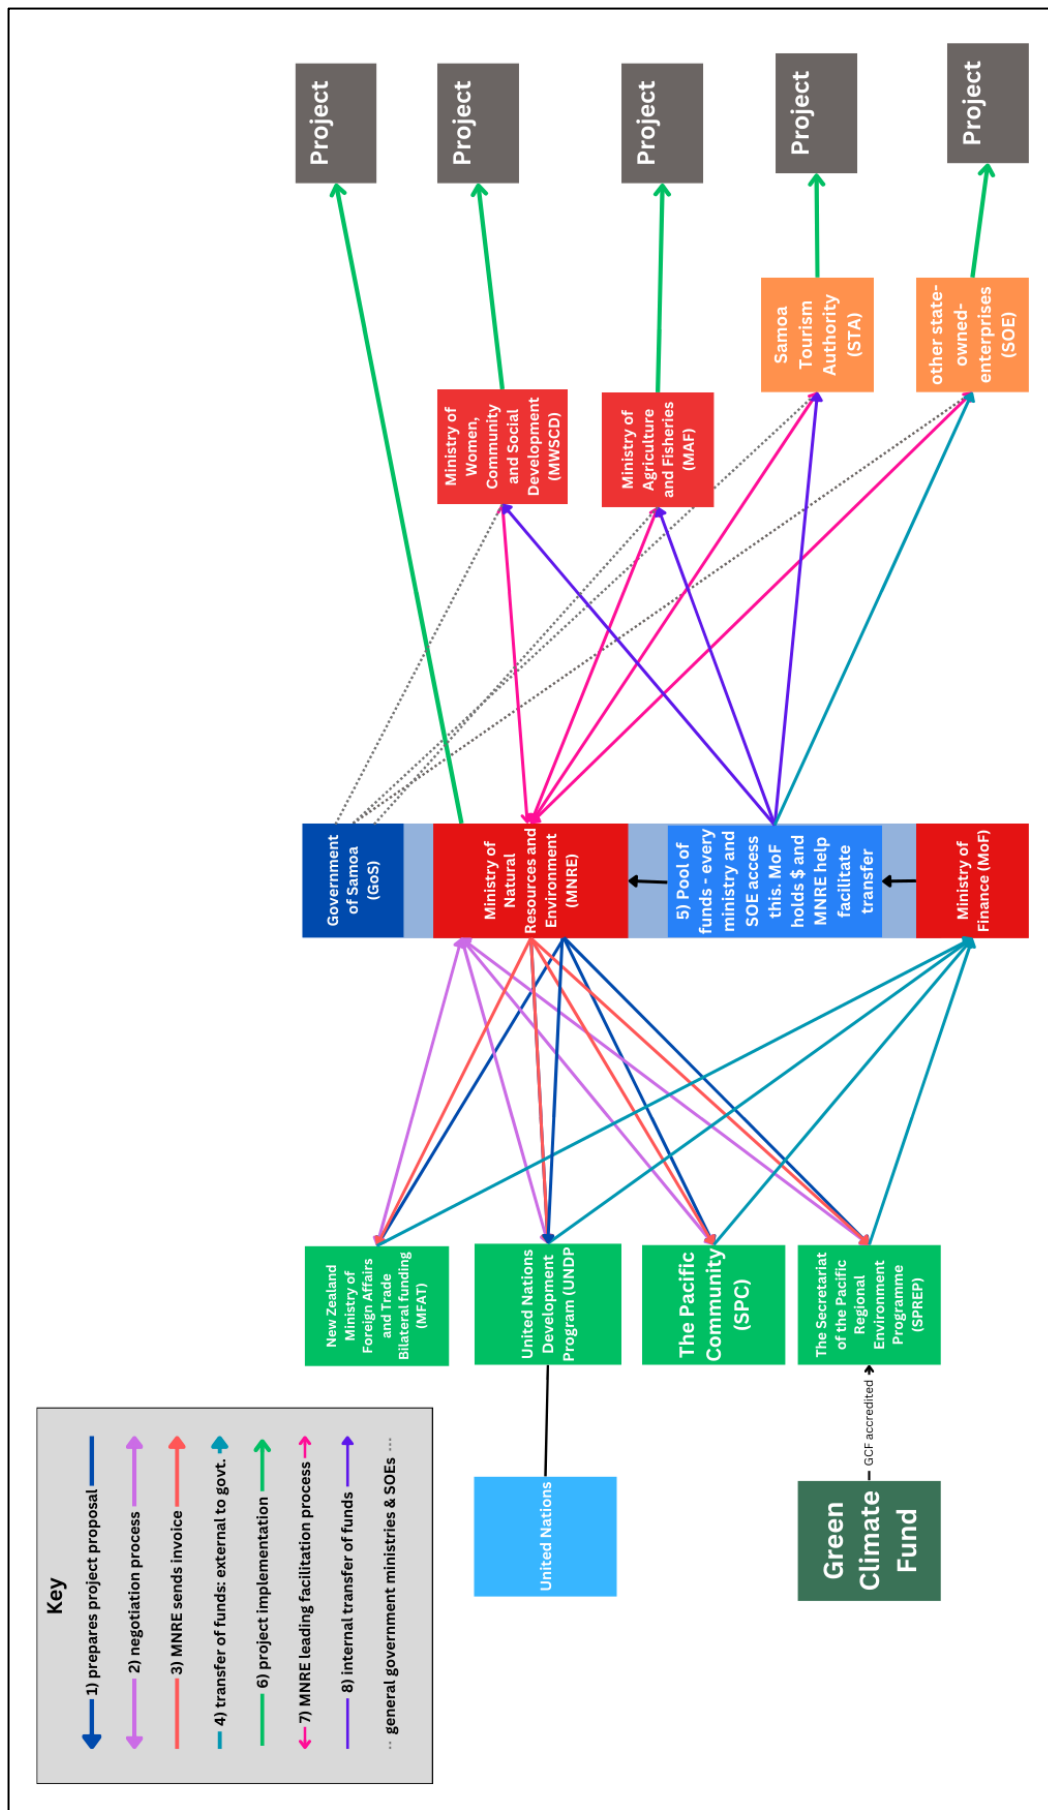 Key
1) prepares project proposal
2) negotiation process
3) MNRE sends invoice
4) transfer of funds: external to govt.
6) project implementation
7) MNRE leading facilitation process
8) internal transfer of funds
general government ministries & SOEs
United Nations
Green
Climate
Fund
GCF accredited
New Zealand
Ministry of
Foreign Affairs
and Trade
Bilateral funding
(MFAT)
United Nations
Development
Program (UNDP
The Pacific
Community
(SPC)
The Secretariat
of the Pacific
Regional
Environment
Programme
(SPREP)
Government
of Samoa
(GoS)
Ministry of
Natural
Resources and
Environment
(MNRE)
5) Pool of
funds - every
ministry and
SOE access
this. MoF
holds $ and
MNRE help
facilitate
transfer
Ministry of
Finance (MoF)
Ministry of
Women,
Community
and Social
Development
(MWSCD)
Ministry of
Agriculture
and Fisheries
(MAF)
Samoa
Tourism
Authority
(STA)
other state-
owned-
enterprises
(SOE)
Project
Project
Project
Project
Project